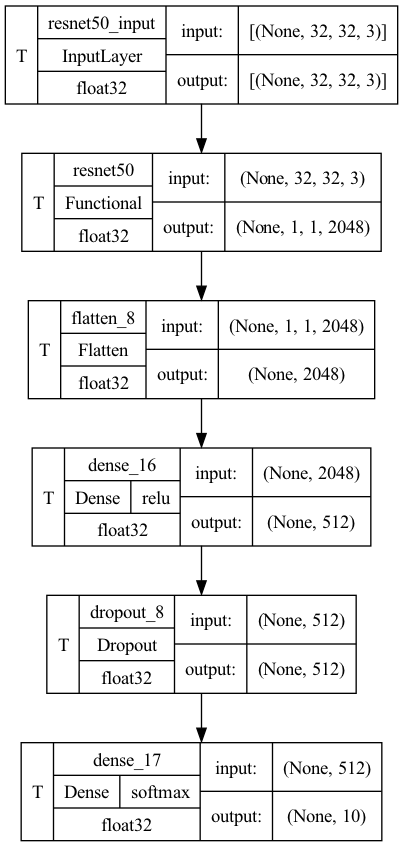 T
resnet50_input
InputLayer
float32
input:
[(None, 32, 32, 3)]
output:
[(None, 32, 32, 3)]
T
resnet50
Functional
float32
input:
(None, 32, 32, 3)
output:
(None, 1, 1, 2048)
T
flatten_8
Flatten
float32
input:
(None, 1, 1, 2048)
output:
(None, 2048)
T
dense_16
Dense relu
float32
input:
(None, 2048)
output:
(None, 512)
T
dropout_8
Dropout
float32
input:
(None, 512)
output:
(None, 512)
T
dense_17
Dense softmax
float32
input:
(None, 512)
output:
(None, 10)